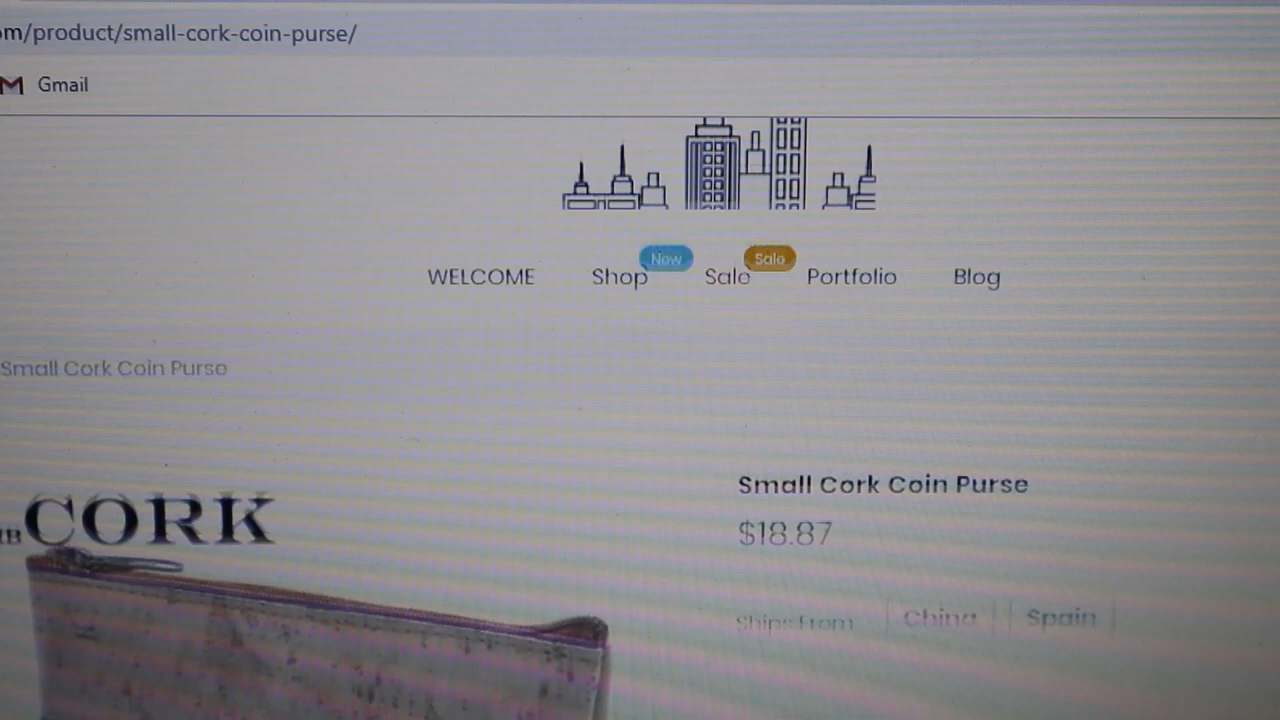 om/product/small-cork-coin-purse/
Gmail
New
Sale
WELCOME Shop Sale Portfolio Blog
Small Cork Coin Purse
Small Cork Coin Purse
CORK
$18.87
Ships From China Spain